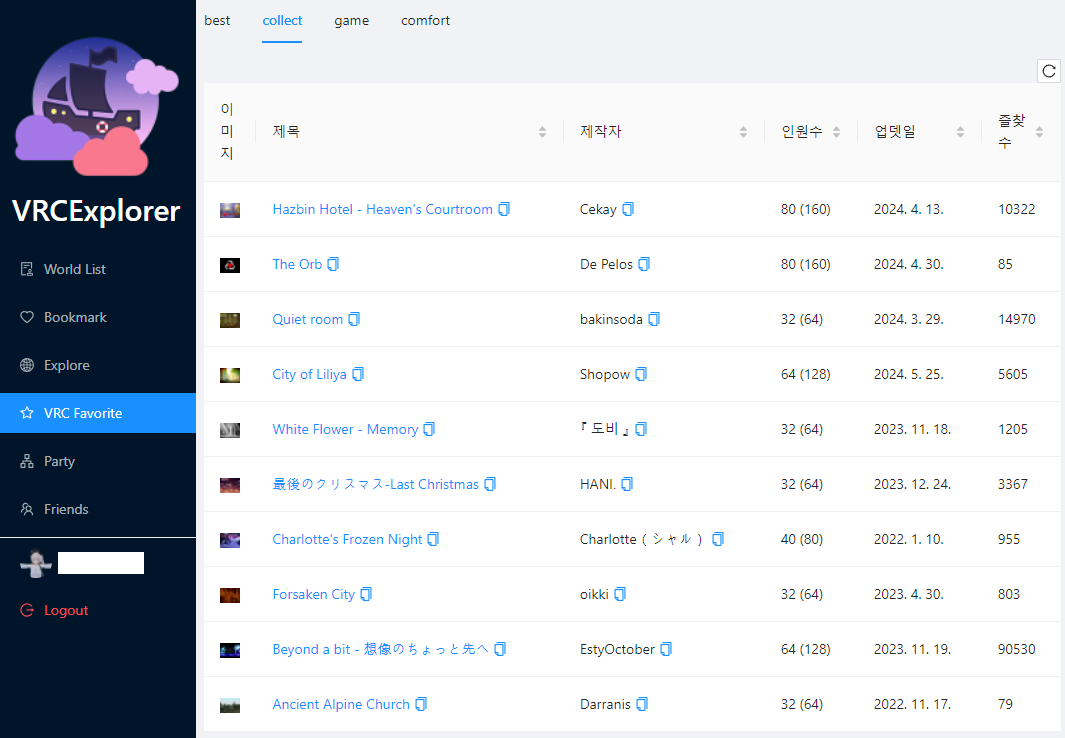 best collect game comfort
VRCExplorer
World List
Bookmark
Explore
VRC Favorite
Party
Friends
Logout
이
미
지
제목 제작자 인원수 업뎃일 즐찾
수
Hazbin Hotel - Heaven's Courtroom Cekay 80 (160) 2024. 4. 13. 10322
The Orb De Pelos 80 (160) 2024. 4. 30. 85
Quiet room bakinsoda 32 (64) 2024. 3. 29. 14970
City of Liliya Shopow 64 (128) 2024. 5. 25. 5605
White Flower - Memory 『 도비 』 32 (64) 2023. 11. 18. 1205
最後のクリスマス-Last Christmas HANI. 32 (64) 2023. 12. 24. 3367
Charlotte's Frozen Night Charlotte ( シャル ) 40 (80) 2022. 1. 10. 955
Forsaken City oikki 32 (64) 2023. 4. 30. 803
Beyond a bit - 想像のちょっと先へ EstyOctober 64 (128) 2023. 11. 19. 90530
Ancient Alpine Church Darranis 32 (64) 2022. 11. 17. 79